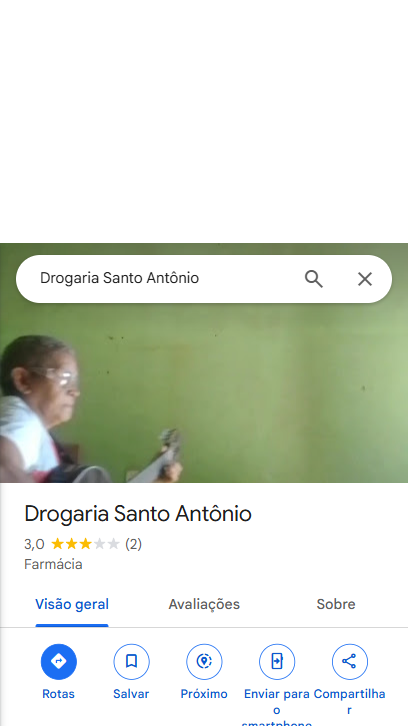 Drogaria Santo Antônio
Drogaria Santo Antônio
3,0 (2)
Farmácia
Visão geral Avaliações Sobre
Rotas Salvar Próximo Enviar para o smartphone Compartilhar